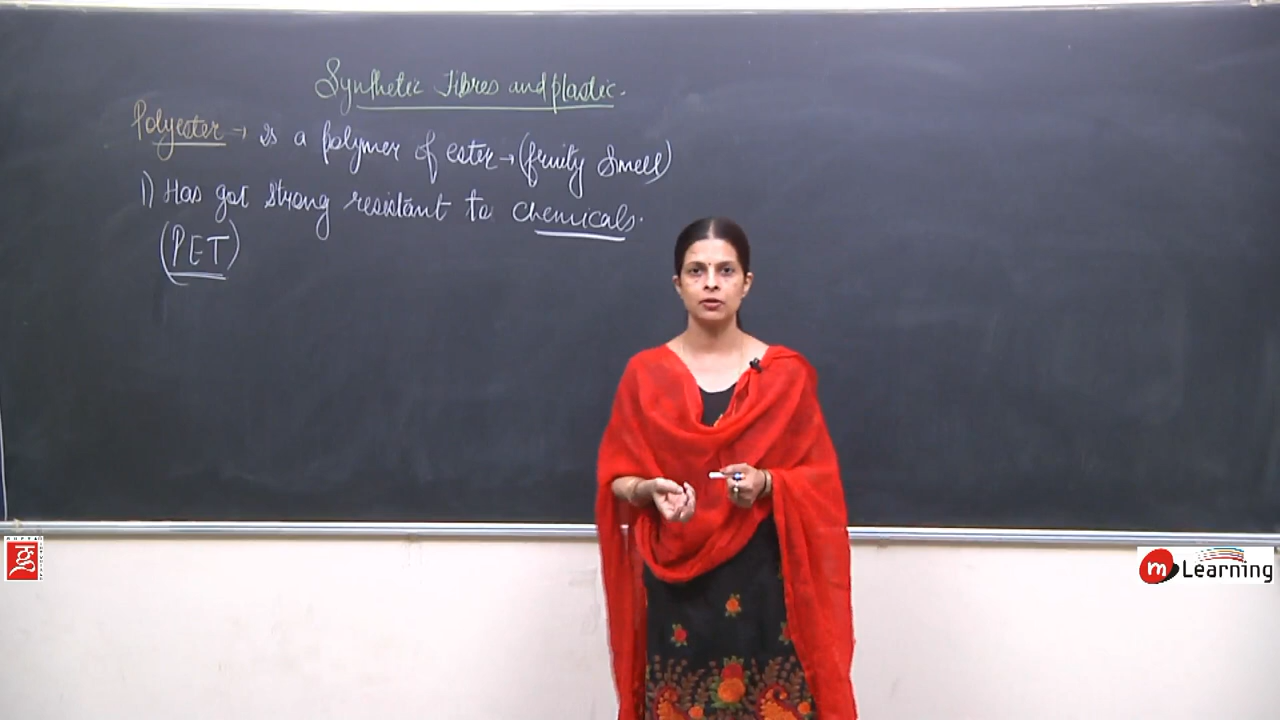 Synthetic Fibres and plastic.
Polyester → is a polymer of ester → (fruity smell)
1) Has got strong resistant to chemicals.
(PET)
m Learning